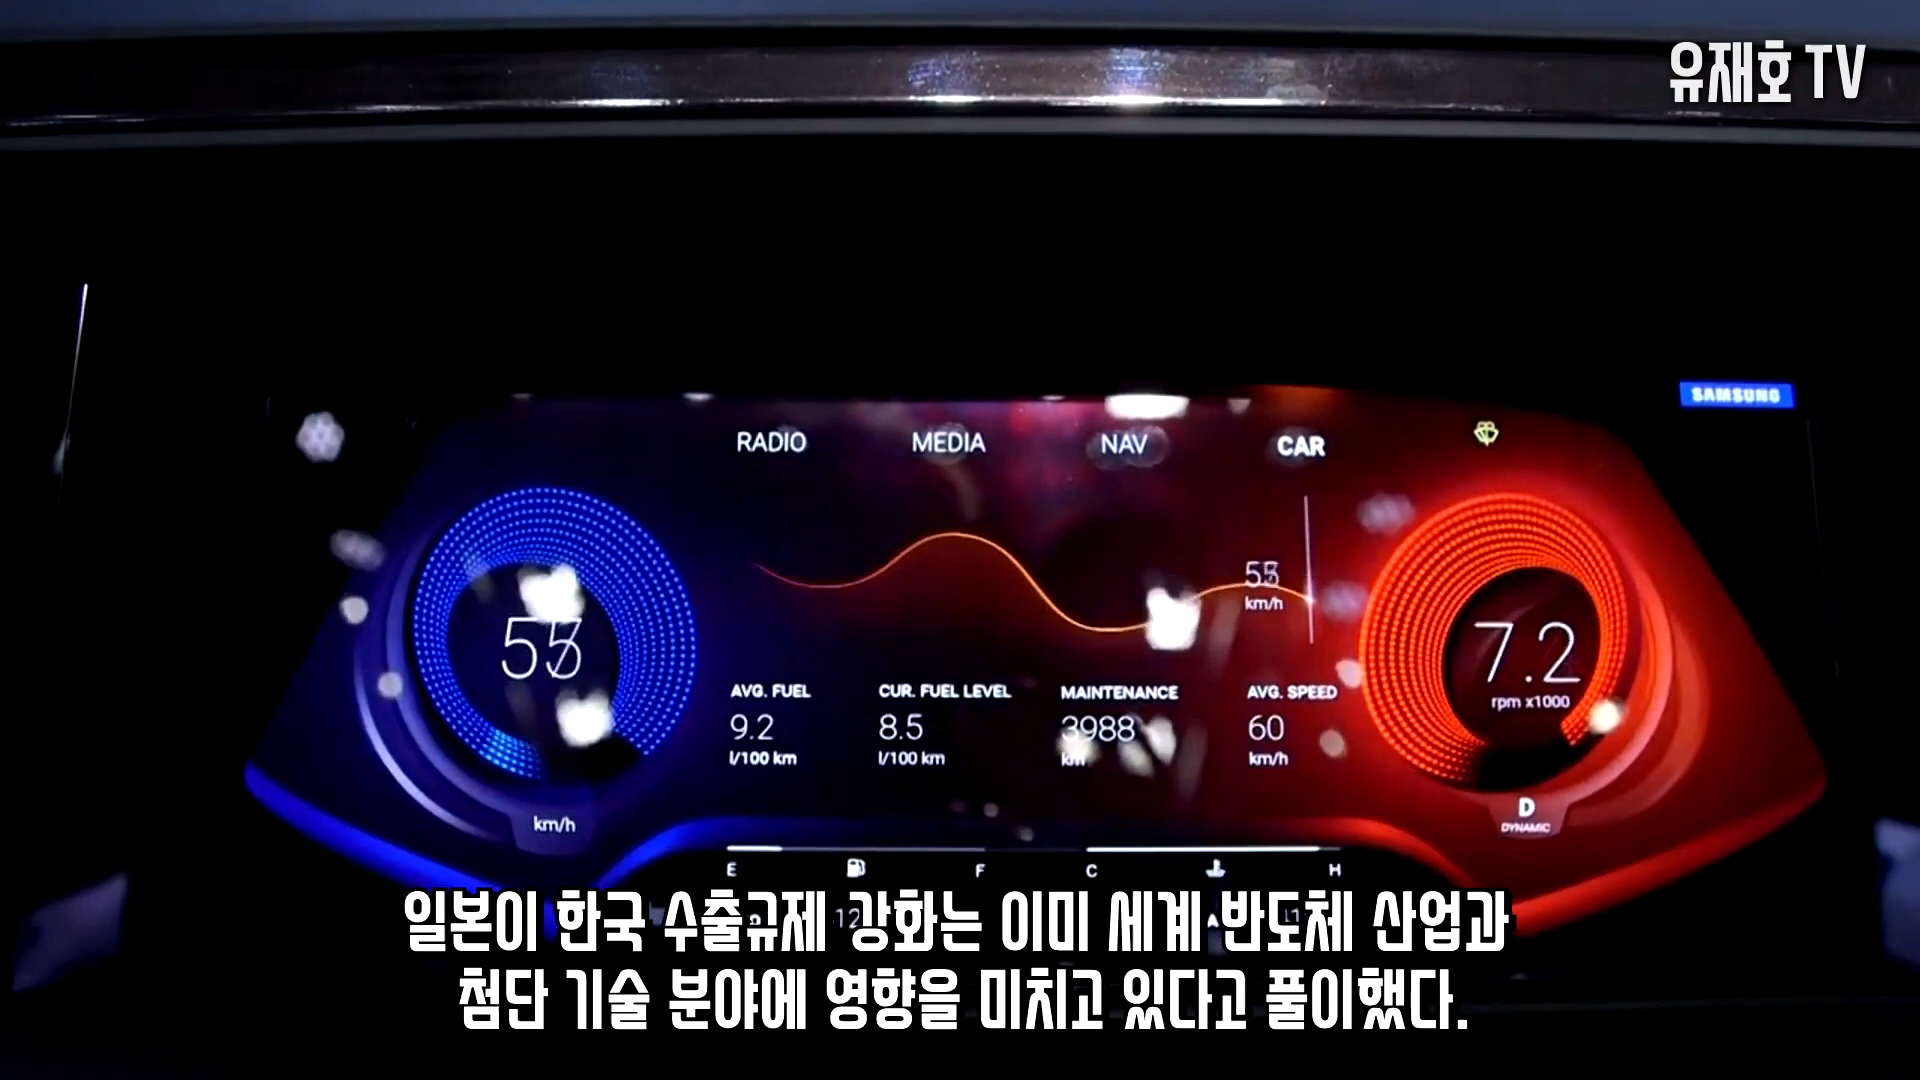 유재호 TV
SAMSUNG
RADIO MEDIA NAV CAR
km/h
7.2
rpm x1000
AVG. FUEL CUR. FUEL LEVEL MAINTENANCE AVG. SPEED
9.2 8.5 3988 60
l/100 km l/100 km km km/h
km/h
D
DYNAMIC
E F C H
일본이 한국 수출규제 강화는 이미 세계 반도체 산업과
첨단 기술 분야에 영향을 미치고 있다고 풀이했다.